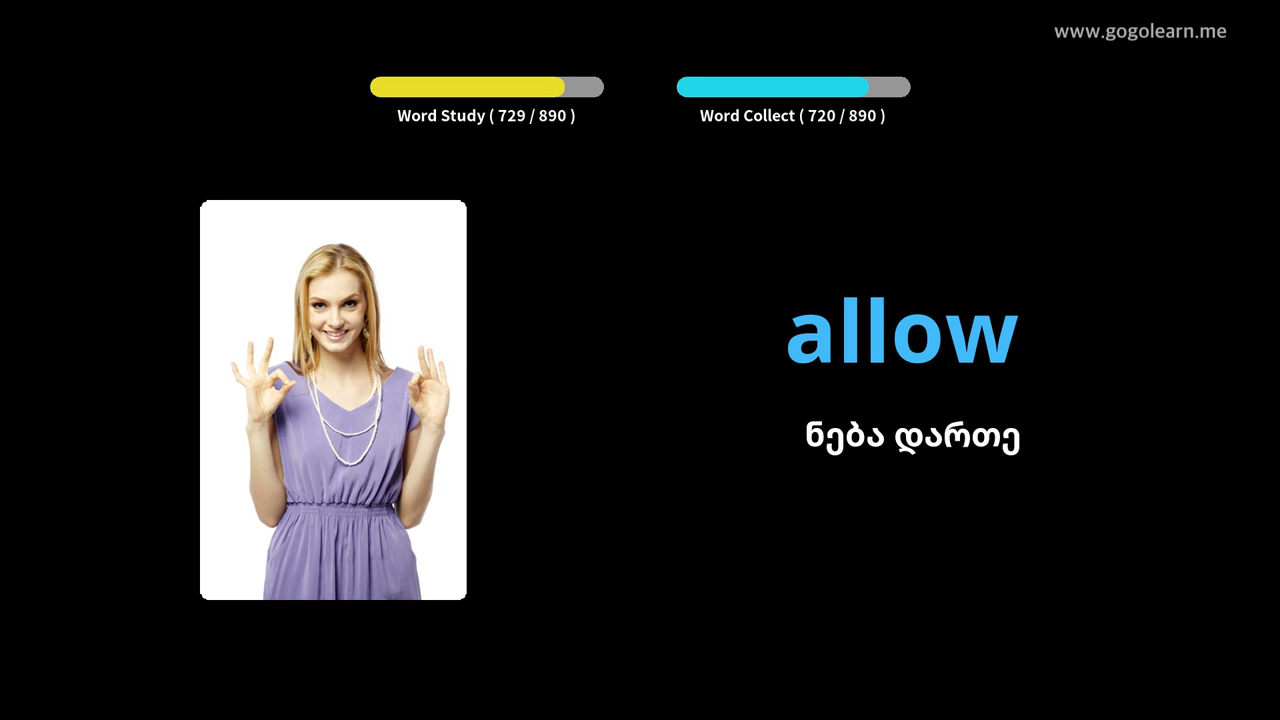 www.gogolearn.me
Word Study ( 729 / 890 )
Word Collect ( 720 / 890 )
allow
ნება დართე